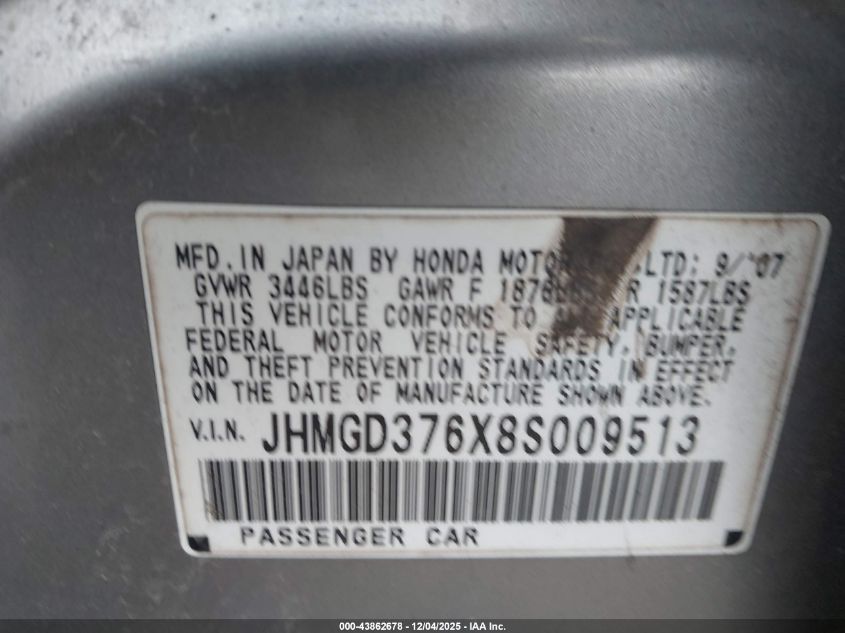 MFD. IN JAPAN BY HONDA MOTOR LTD: 9/'07
GVWR 3446LBS GAWR F 1876LBS R 1587LBS
THIS VEHICLE CONFORMS TO ALL APPLICABLE
FEDERAL MOTOR VEHICLE SAFETY, BUMPER,
AND THEFT PREVENTION STANDARDS IN EFFECT
ON THE DATE OF MANUFACTURE SHOWN ABOVE.
V.I.N. JHMGD376X8S009513
PASSENGER CAR
000-43862678 - 12/04/2025 - IAA Inc.